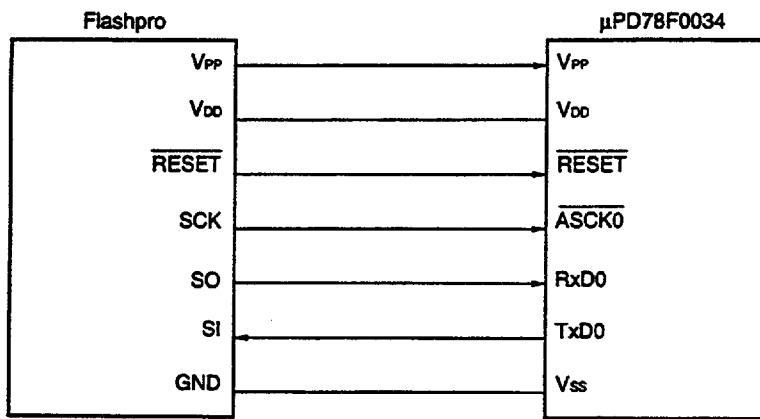 Flashpro μPD78F0034
VPP VPP
VDD VDD
RESET RESET
SCK ASCK0
SO RxD0
SI TxD0
GND VSS